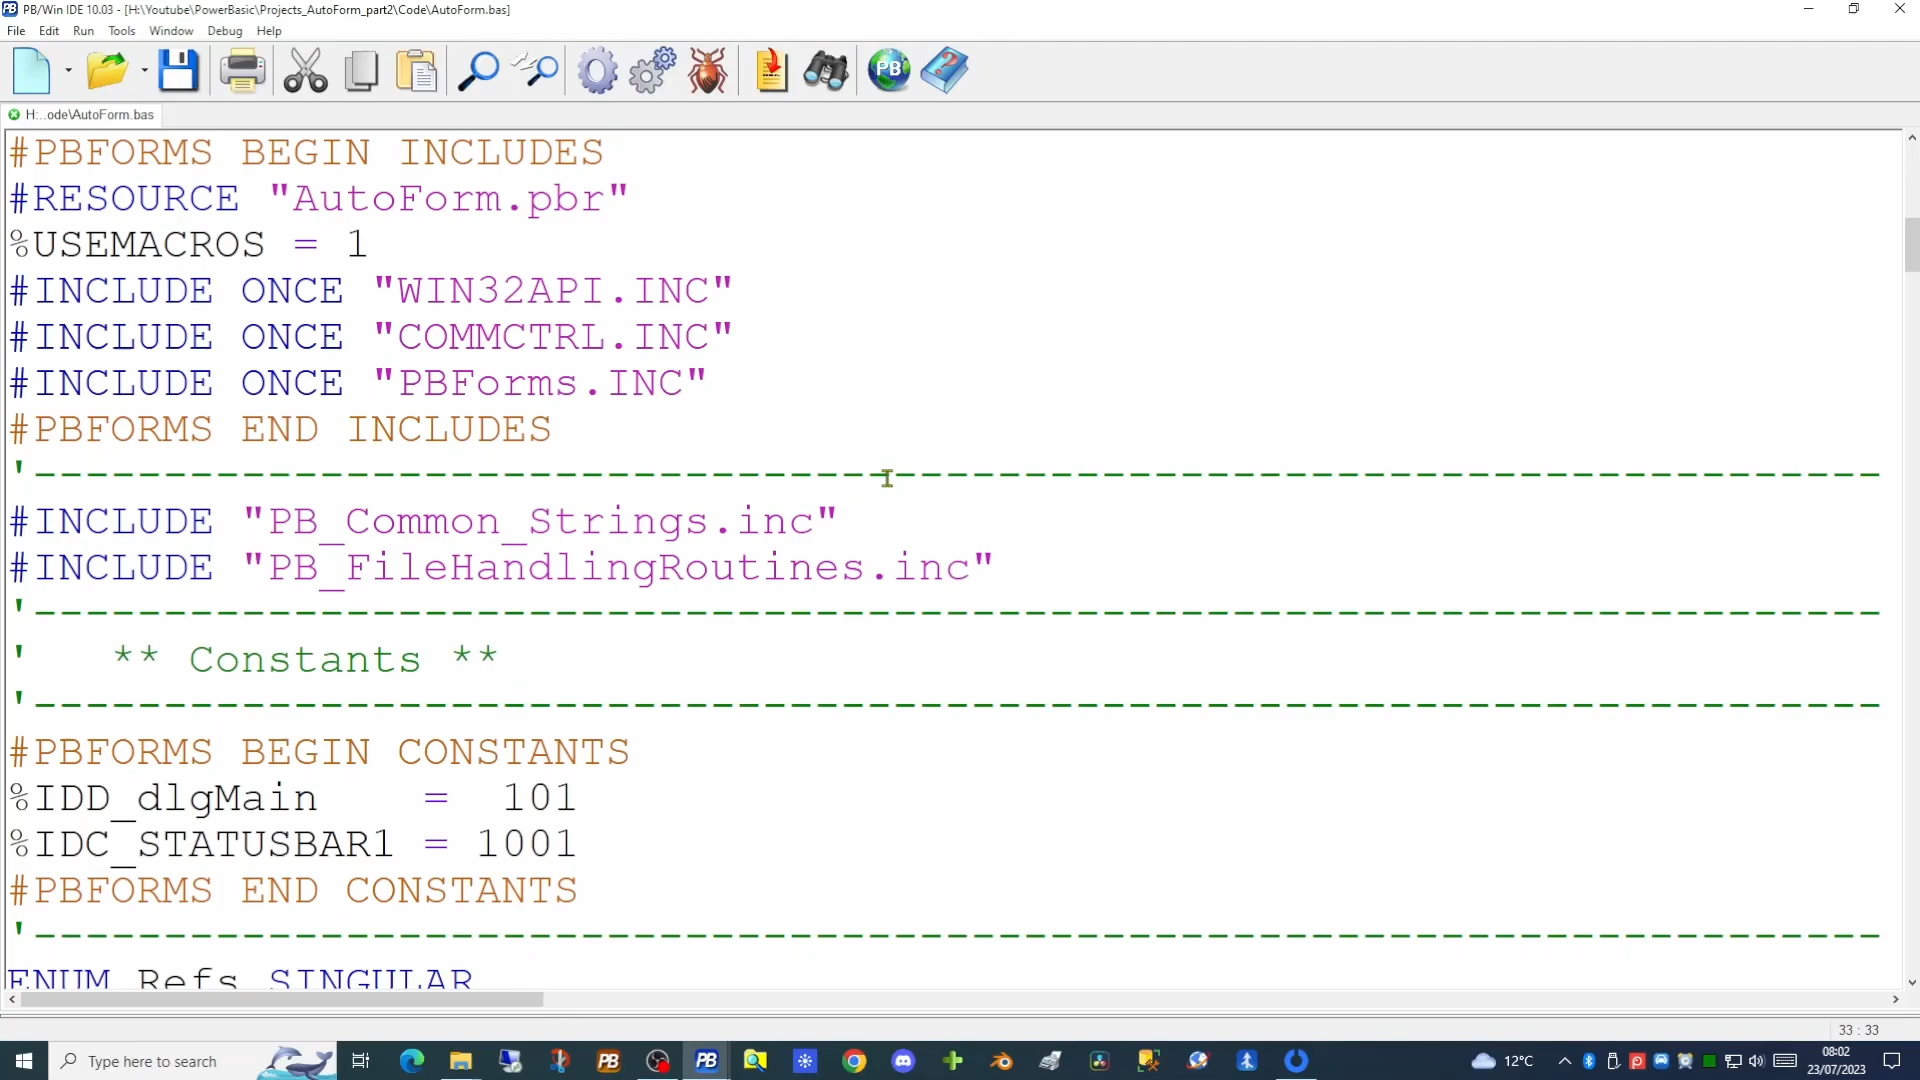 PB/Win IDE 10.03 - [H:\Youtube\PowerBasic\Projects_AutoForm_part2\Code\AutoForm.bas]
File Edit Run Tools Window Debug Help
PB
H:..ode\AutoForm.bas
#PBFORMS BEGIN INCLUDES
#RESOURCE "AutoForm.pbr"
%USEMACROS = 1
#INCLUDE ONCE "WIN32API.INC"
#INCLUDE ONCE "COMMCTRL.INC"
#INCLUDE ONCE "PBForms.INC"
#PBFORMS END INCLUDES
'------------------------------------------------------------------------
#INCLUDE "PB_Common_Strings.inc"
#INCLUDE "PB_FileHandlingRoutines.inc"
'------------------------------------------------------------------------
'   ** Constants **
'------------------------------------------------------------------------
#PBFORMS BEGIN CONSTANTS
%IDD_dlgMain    =  101
%IDC_STATUSBAR1 = 1001
#PBFORMS END CONSTANTS
'------------------------------------------------------------------------
ENUM Refs SINGULAR
33 : 33
Type here to search
PB
PB
12°C
08:02
23/07/2023